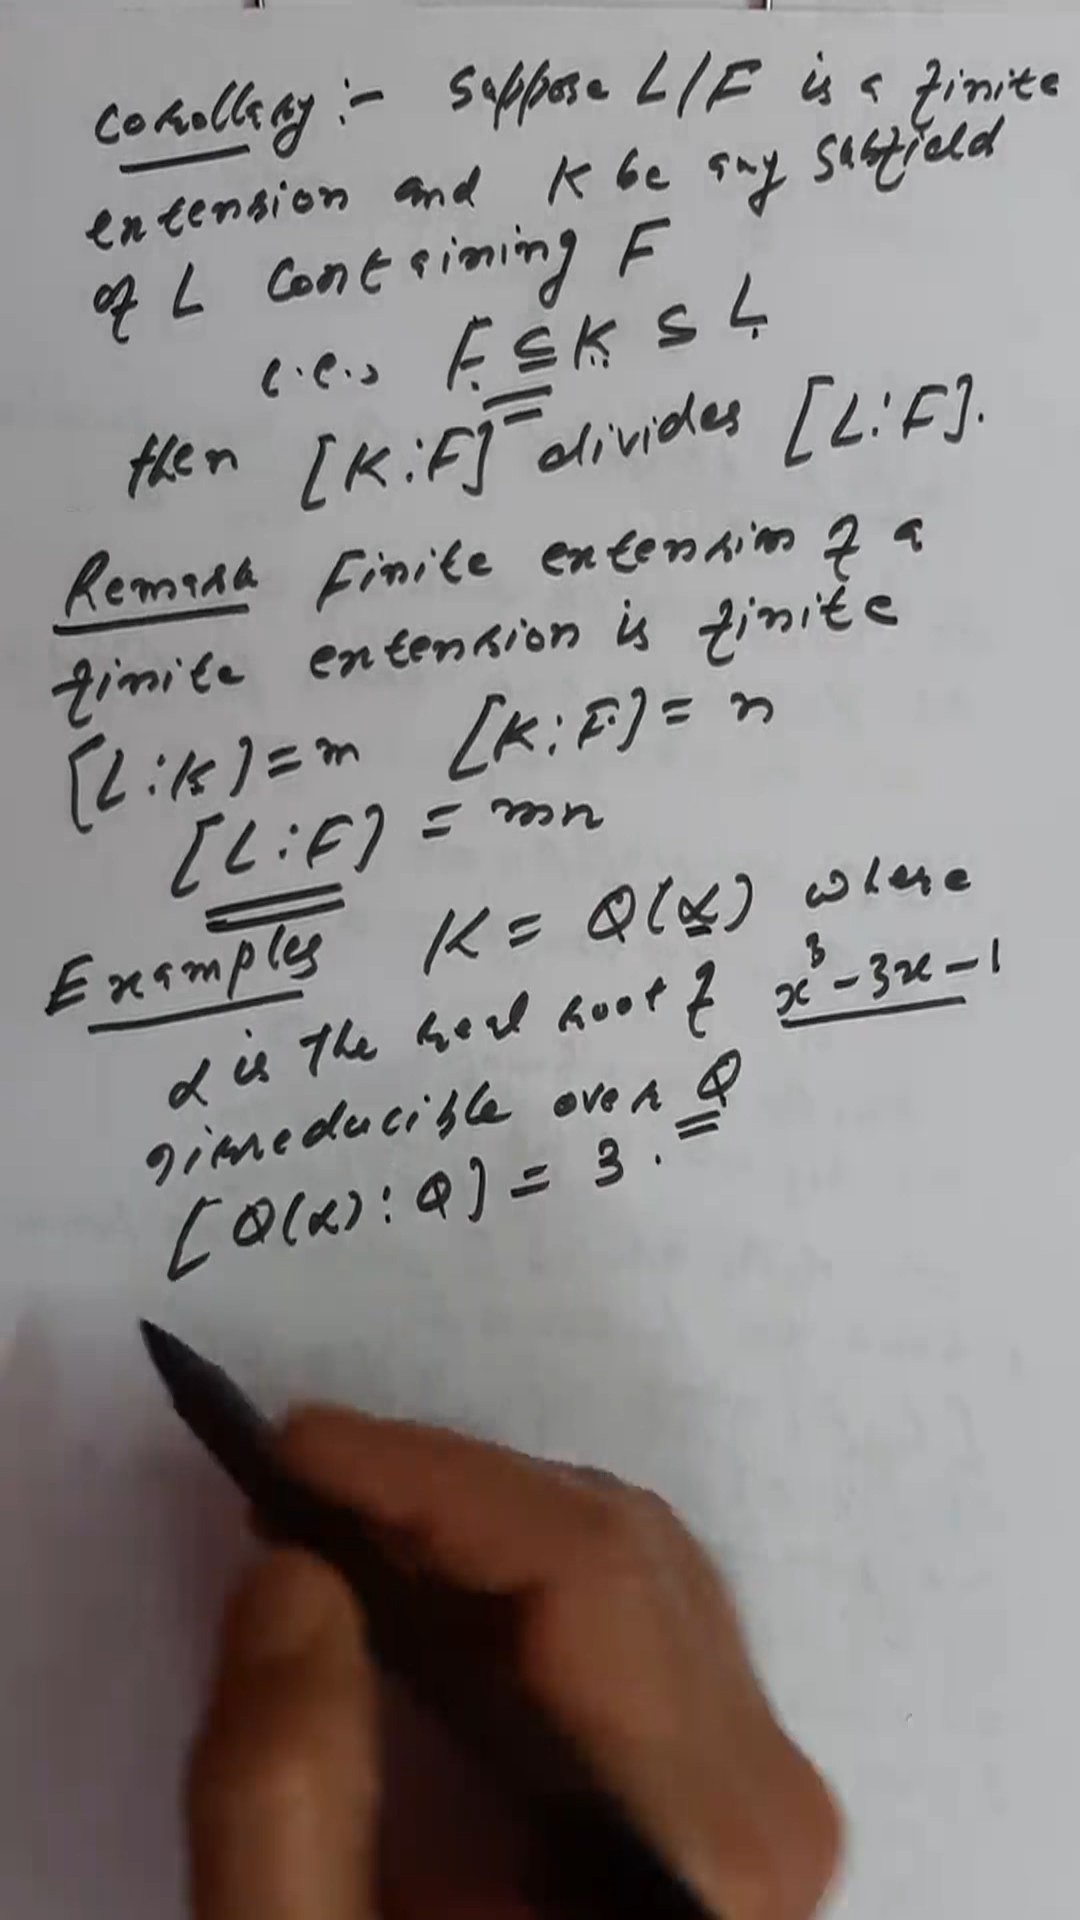 Corollary :- Suppose L/F is a finite
extension and K be any subfield
of L containing F
i.e., F ⊆ K ⊆ L
then [K:F] divides [L:F].
Remark Finite extension of a
finite extension is finite
[L:K] = m [K:F] = n
[L:F] = mn
Examples K = Q(α) where
α is the real root of x³-3x-1
irreducible over Q
[Q(α):Q] = 3.